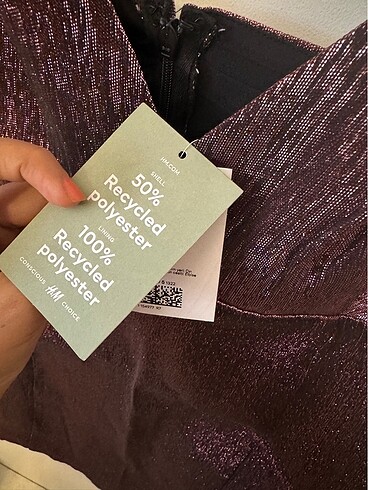 HM.COM
SHELL
50%
Recycled
polyester
LINING
100%
Recycled
polyester
CONSCIOUS H&M CHOICE